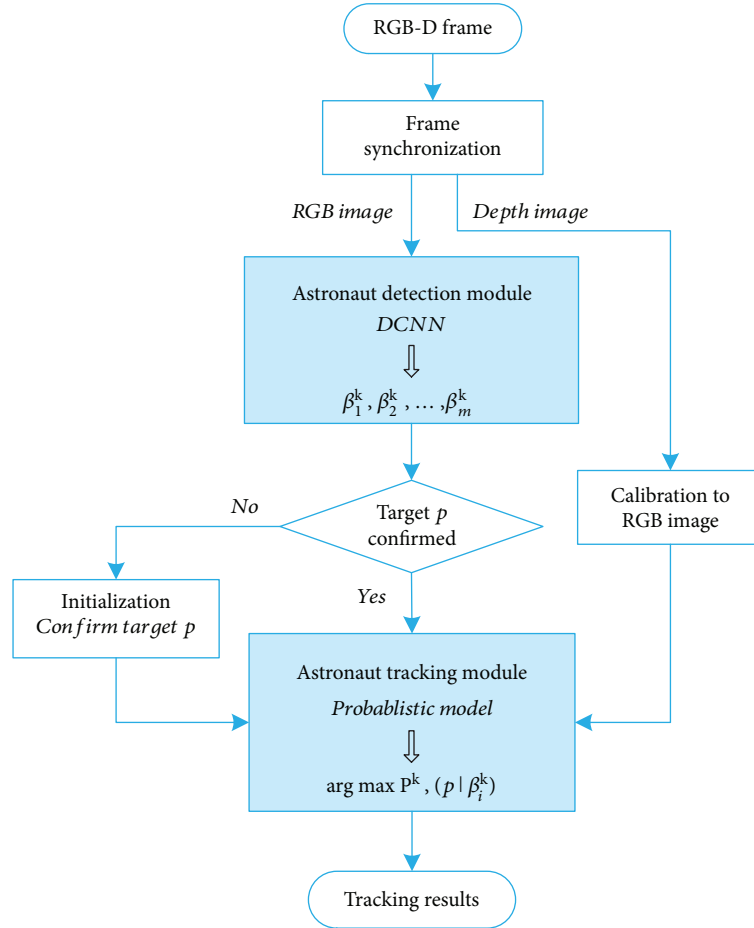 RGB-D frame
Frame
synchronization
RGB image
Depth image
Astronaut detection module
DCNN
⇩
β₁ᵏ, β₂ᵏ, … ,βₘᵏ
No
Target p
confirmed
Calibration to
RGB image
Initialization
Confirm target p
Yes
Astronaut tracking module
Probablistic model
⇩
arg max Pᵏ, (p | βᵢᵏ)
Tracking results